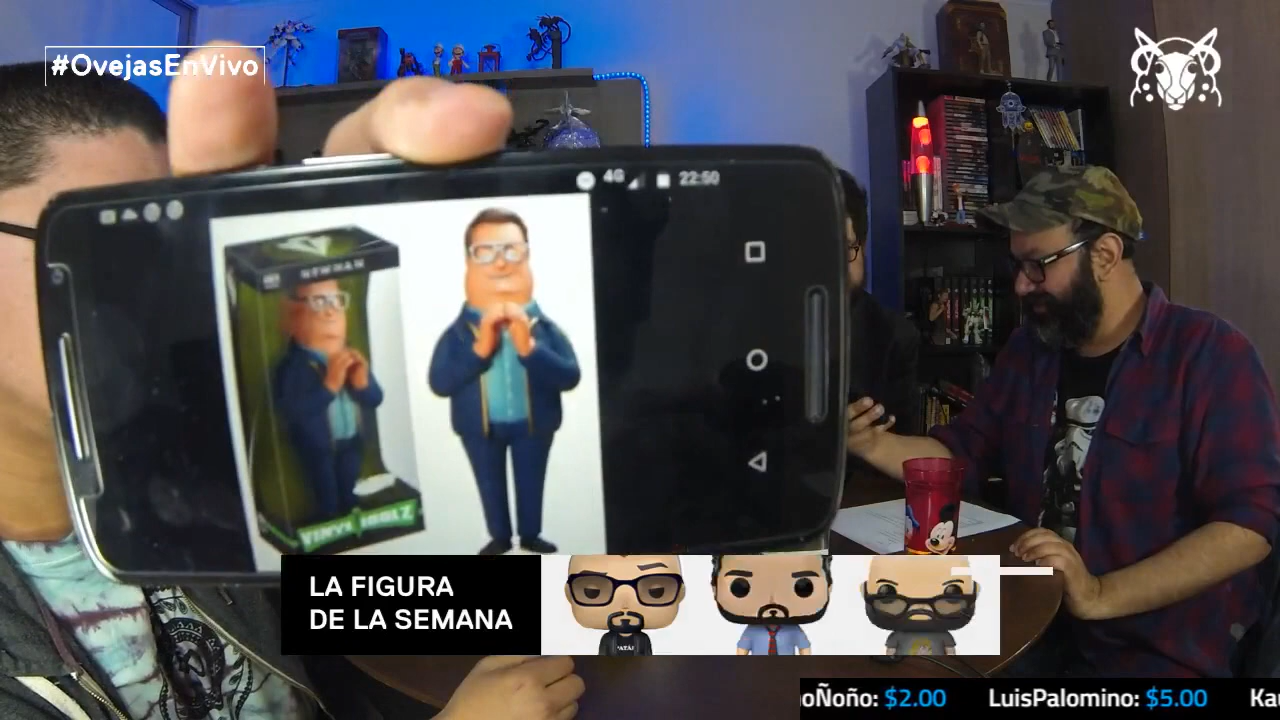 #OvejasEnVivo
4G
22:50
NEWMAN
VINYL IDOLZ
LA FIGURA
DE LA SEMANA
oÑoño: $2.00 LuisPalomino: $5.00 Ka